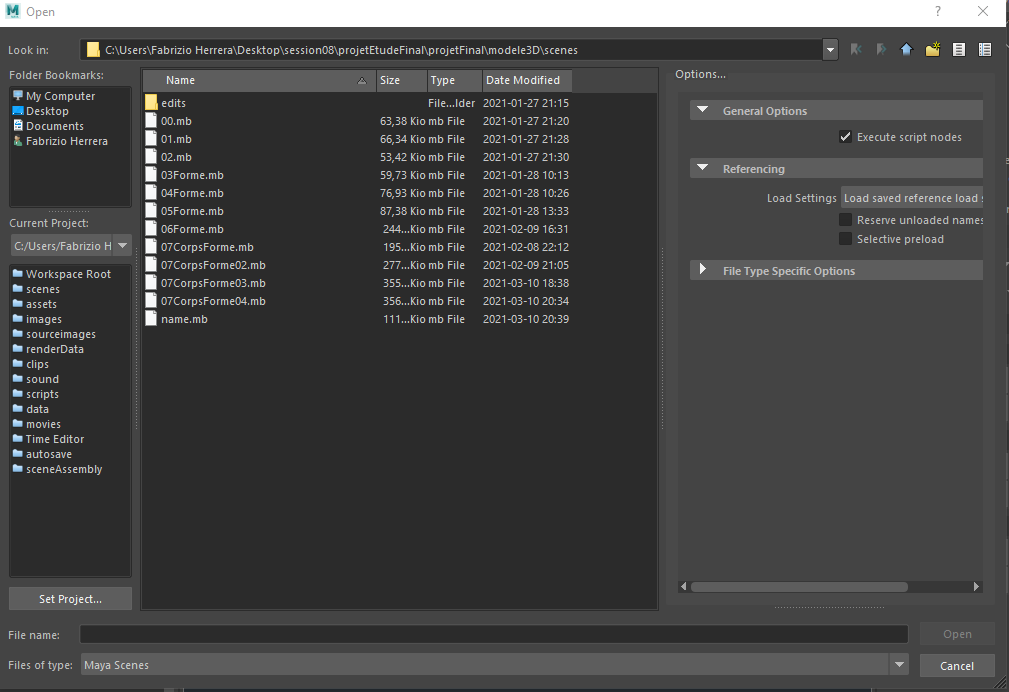 Open
Look in: C:\Users\Fabrizio Herrera\Desktop\session08\projetEtudeFinal\projetFinal\modele3D\scenes
Folder Bookmarks:
My Computer
Desktop
Documents
Fabrizio Herrera
Current Project:
C:/Users/Fabrizio H
Workspace Root
scenes
assets
images
sourceimages
renderData
clips
sound
scripts
data
movies
Time Editor
autosave
sceneAssembly
Set Project...
Name Size Type Date Modified
edits File...lder 2021-01-27 21:15
00.mb 63,38 Kio mb File 2021-01-27 21:20
01.mb 66,34 Kio mb File 2021-01-27 21:28
02.mb 53,42 Kio mb File 2021-01-27 21:30
03Forme.mb 59,73 Kio mb File 2021-01-28 10:13
04Forme.mb 76,93 Kio mb File 2021-01-28 10:26
05Forme.mb 87,38 Kio mb File 2021-01-28 13:33
06Forme.mb 244...Kio mb File 2021-02-09 16:31
07CorpsForme.mb 195...Kio mb File 2021-02-08 22:12
07CorpsForme02.mb 277...Kio mb File 2021-02-09 21:05
07CorpsForme03.mb 355...Kio mb File 2021-03-10 18:38
07CorpsForme04.mb 356...Kio mb File 2021-03-10 20:34
name.mb 111...Kio mb File 2021-03-10 20:39
Options...
General Options
Execute script nodes
Referencing
Load Settings Load saved reference load
Reserve unloaded names
Selective preload
File Type Specific Options
File name: Open
Files of type: Maya Scenes Cancel